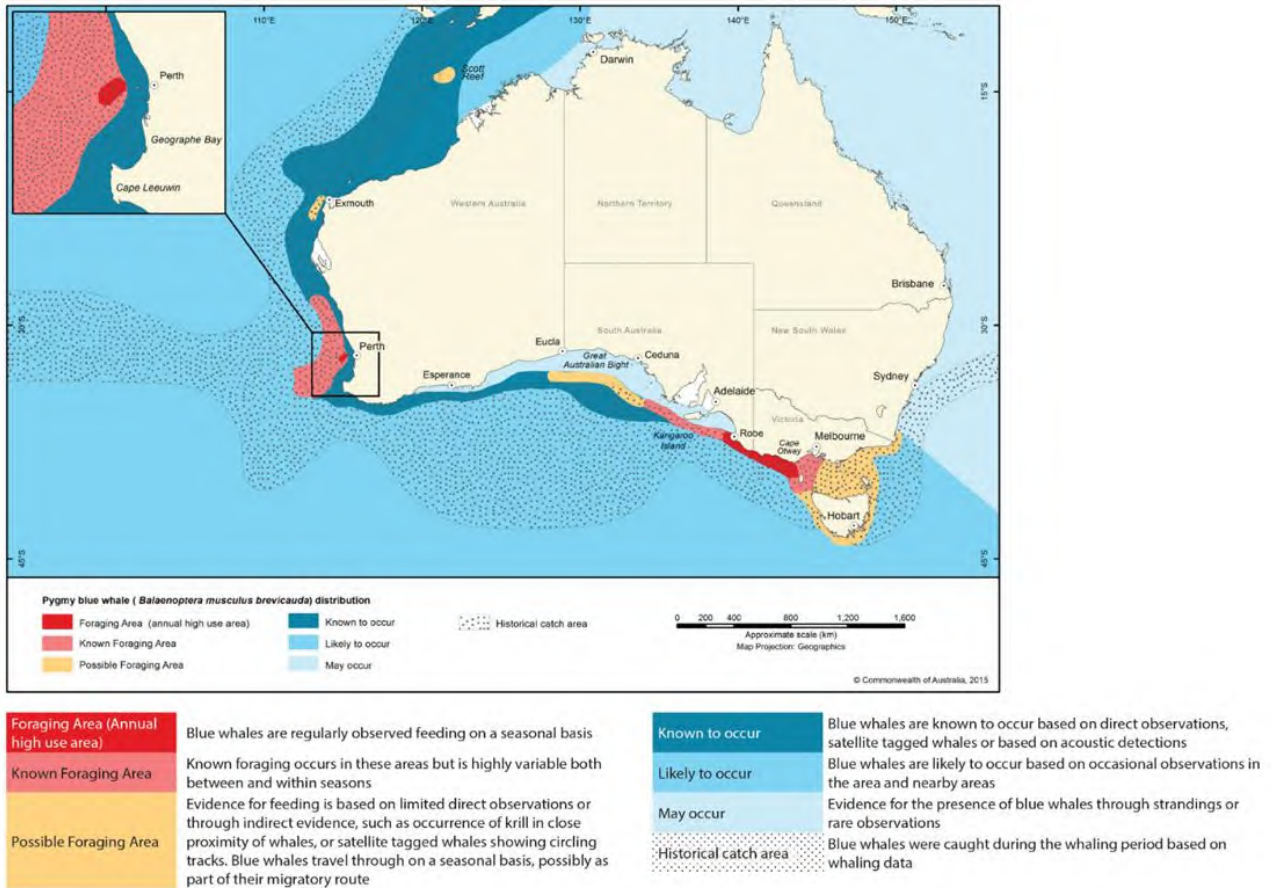 110°E
120°E
130°E
140°E
150°E
Perth
Geographe Bay
Cape Leeuwin
Scott
Reef
Darwin
15°S
Exmouth
Western Australia
Northern Territory
Queensland
Brisbane
30°S
30°S
South Australia
New South Wales
Eucla
Great
Australian Bight
Ceduna
Perth
Esperance
Sydney
Adelaide
Victoria
Kangaroo
Island
Robe
Cape
Otway
Melbourne
Hobart
45°S
45°S
Pygmy blue whale ( Balaenoptera musculus brevicauda) distribution
Foraging Area (annual high use area)
Known Foraging Area
Possible Foraging Area
Known to occur
Likely to occur
May occur
Historical catch area
0 200 400 800 1,200 1,600
Approximate scale (km)
Map Projection: Geographics
© Commonwealth of Australia, 2015
Foraging Area (Annual
high use area)
Blue whales are regularly observed feeding on a seasonal basis
Known Foraging Area
Known foraging occurs in these areas but is highly variable both
between and within seasons
Possible Foraging Area
Evidence for feeding is based on limited direct observations or
through indirect evidence, such as occurrence of krill in close
proximity of whales, or satellite tagged whales showing circling
tracks. Blue whales travel through on a seasonal basis, possibly as
part of their migratory route
Known to occur
Blue whales are known to occur based on direct observations,
satellite tagged whales or based on acoustic detections
Likely to occur
Blue whales are likely to occur based on occasional observations in
the area and nearby areas
May occur
Evidence for the presence of blue whales through strandings or
rare observations
Historical catch area
Blue whales were caught during the whaling period based on
whaling data